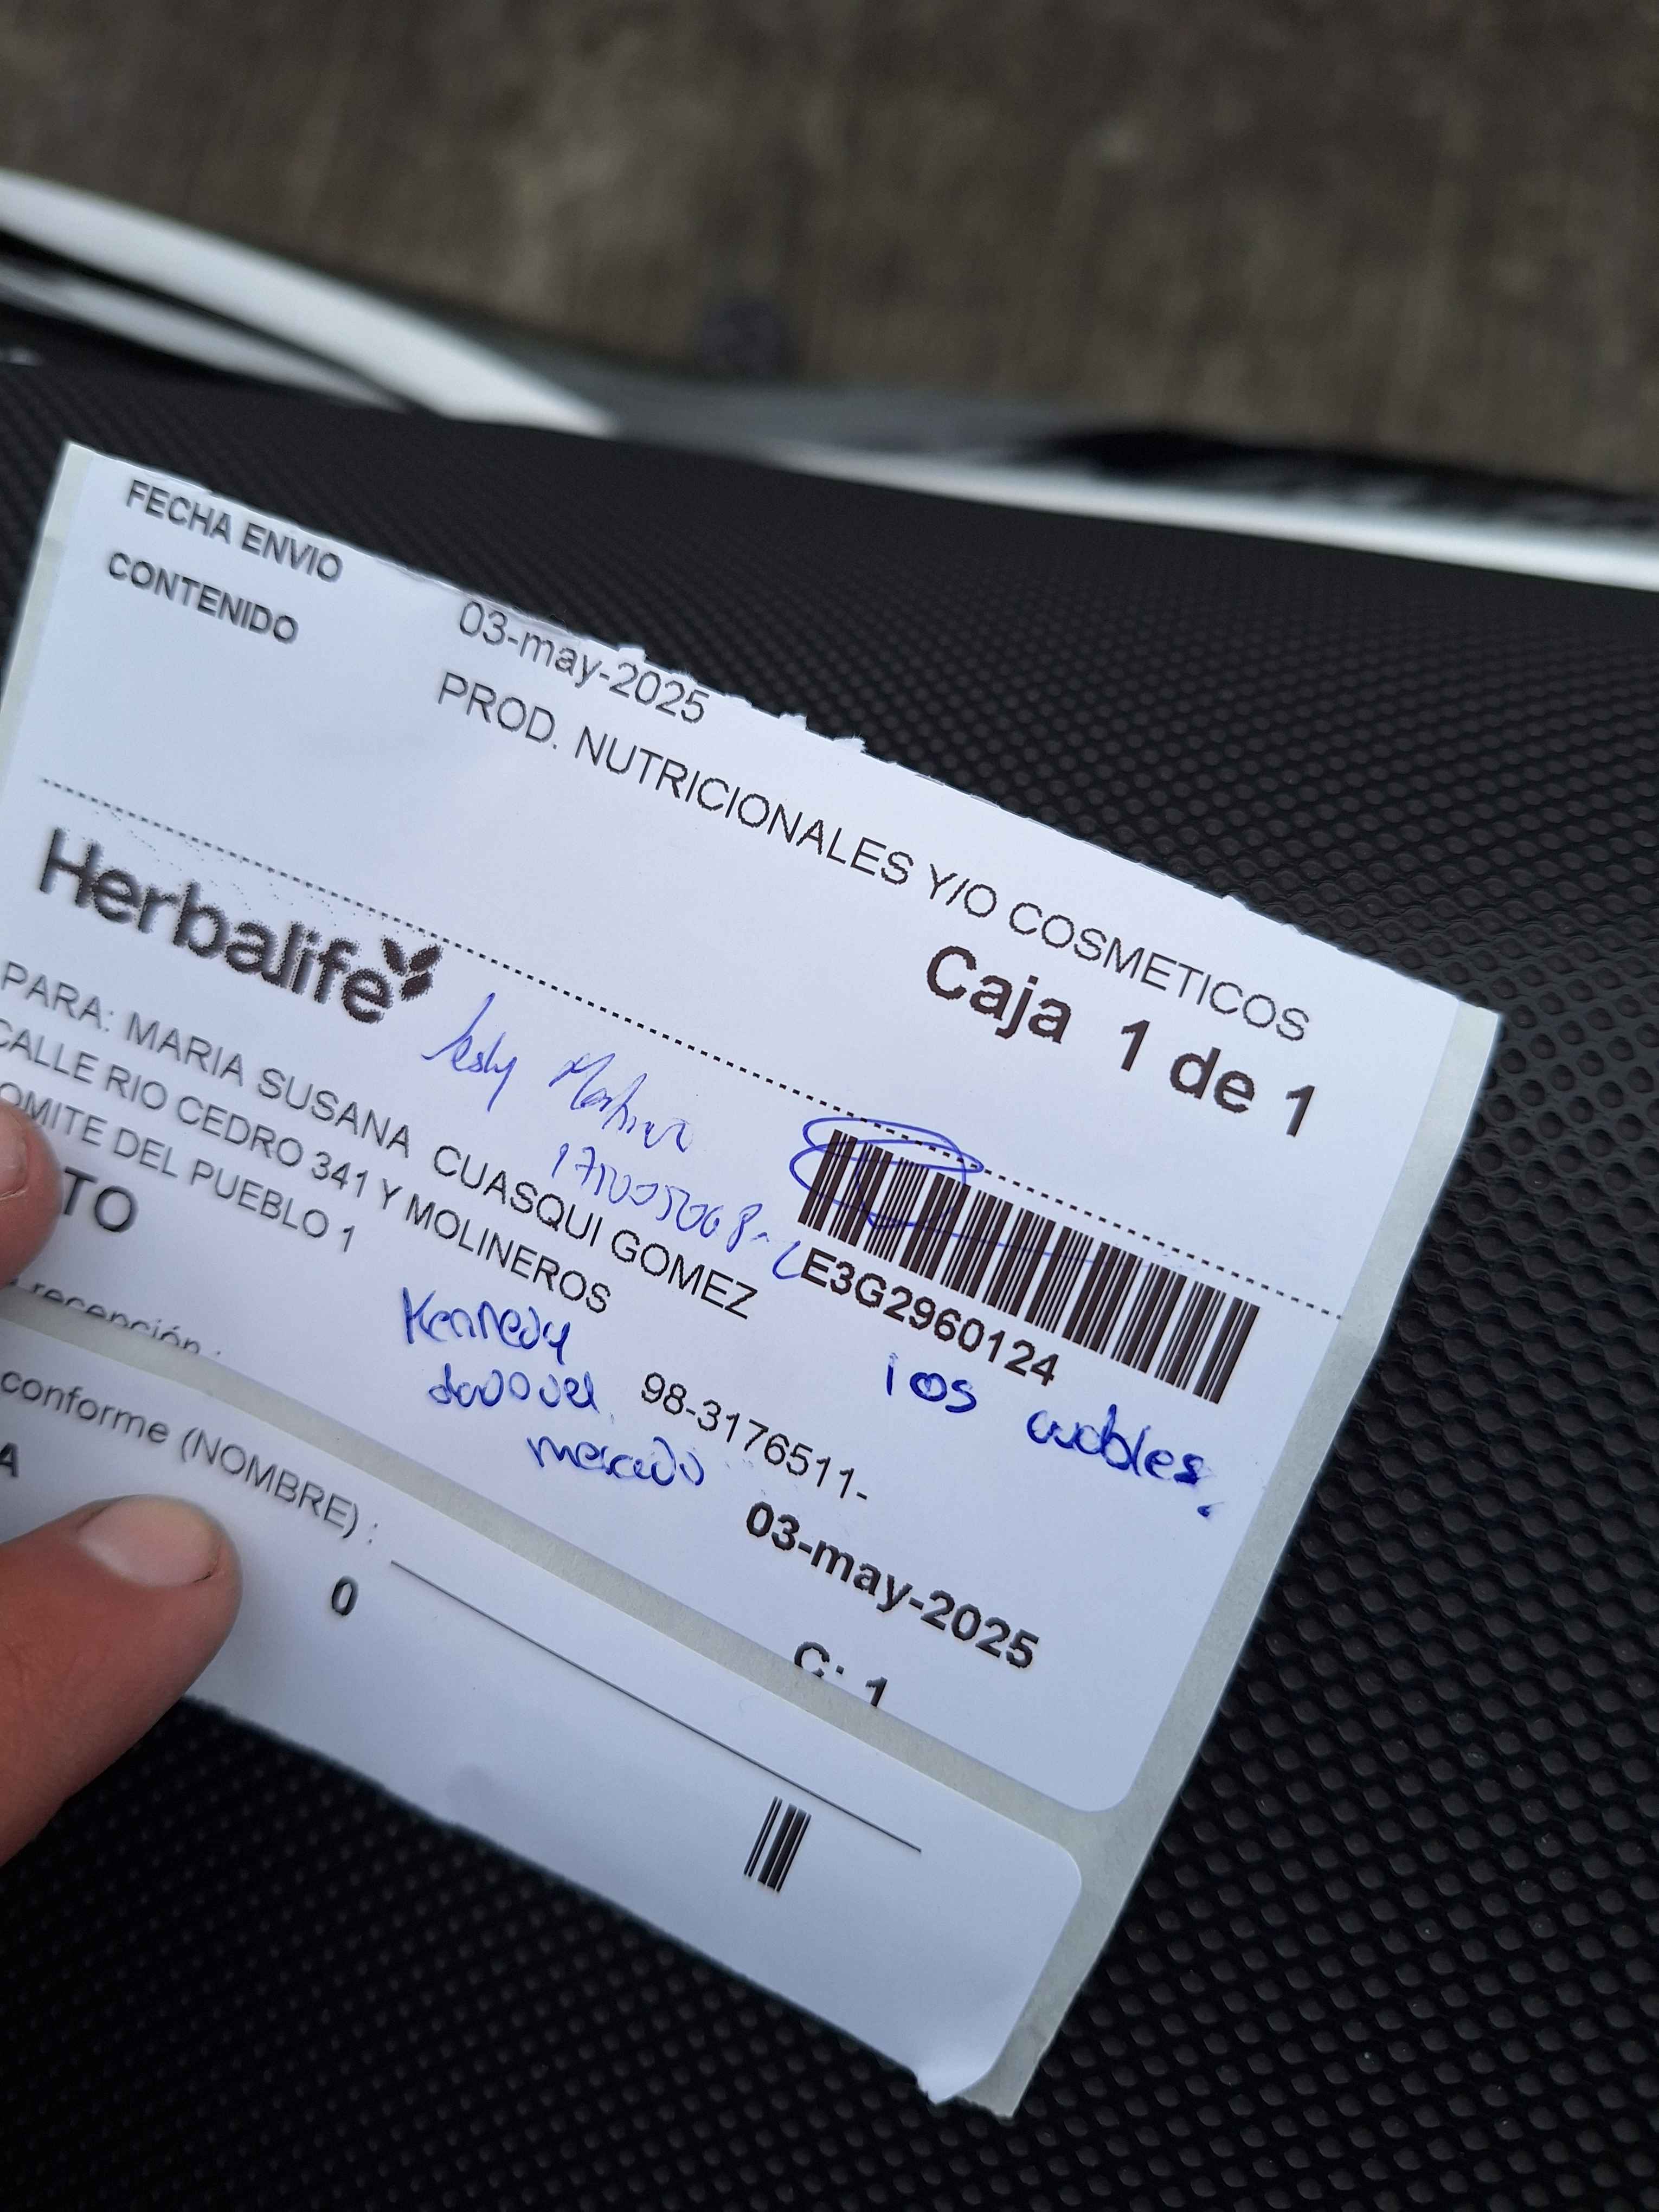 FECHA ENVIO 03-may-2025
CONTENIDO PROD. NUTRICIONALES Y/O COSMETICOS
Caja 1 de 1
Herbalife
PARA: MARIA SUSANA CUASQUI GOMEZ
CALLE RIO CEDRO 341 Y MOLINEROS
OMITE DEL PUEBLO 1
TO
E3G2960124
Kennedy
98-3176511-
mercado
ios
03-may-2025
C: 1
recepción :
conforme (NOMBRE) :
A
0